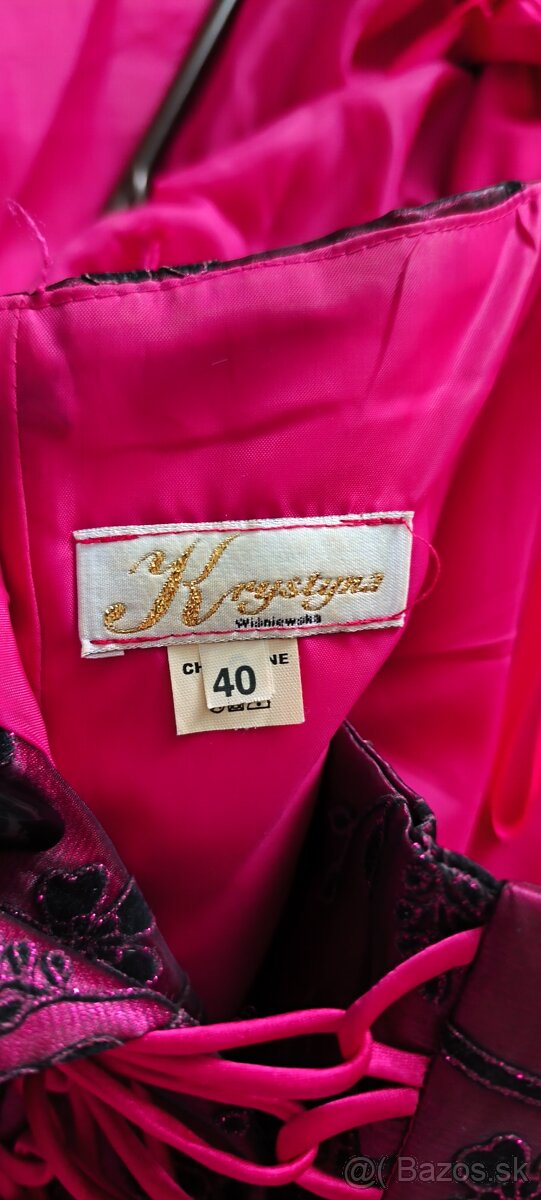 Krystyna
Wiśniewska
40
@( Bazos.sk